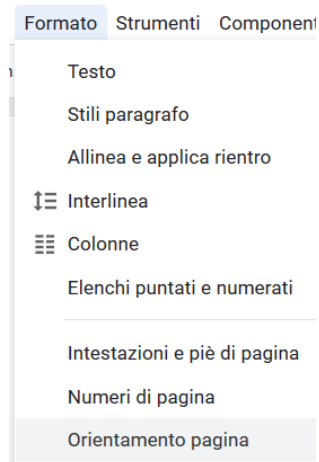 Formato Strumenti Component
Testo
Stili paragrafo
Allinea e applica rientro
Interlinea
Colonne
Elenchi puntati e numerati
Intestazioni e piè di pagina
Numeri di pagina
Orientamento pagina